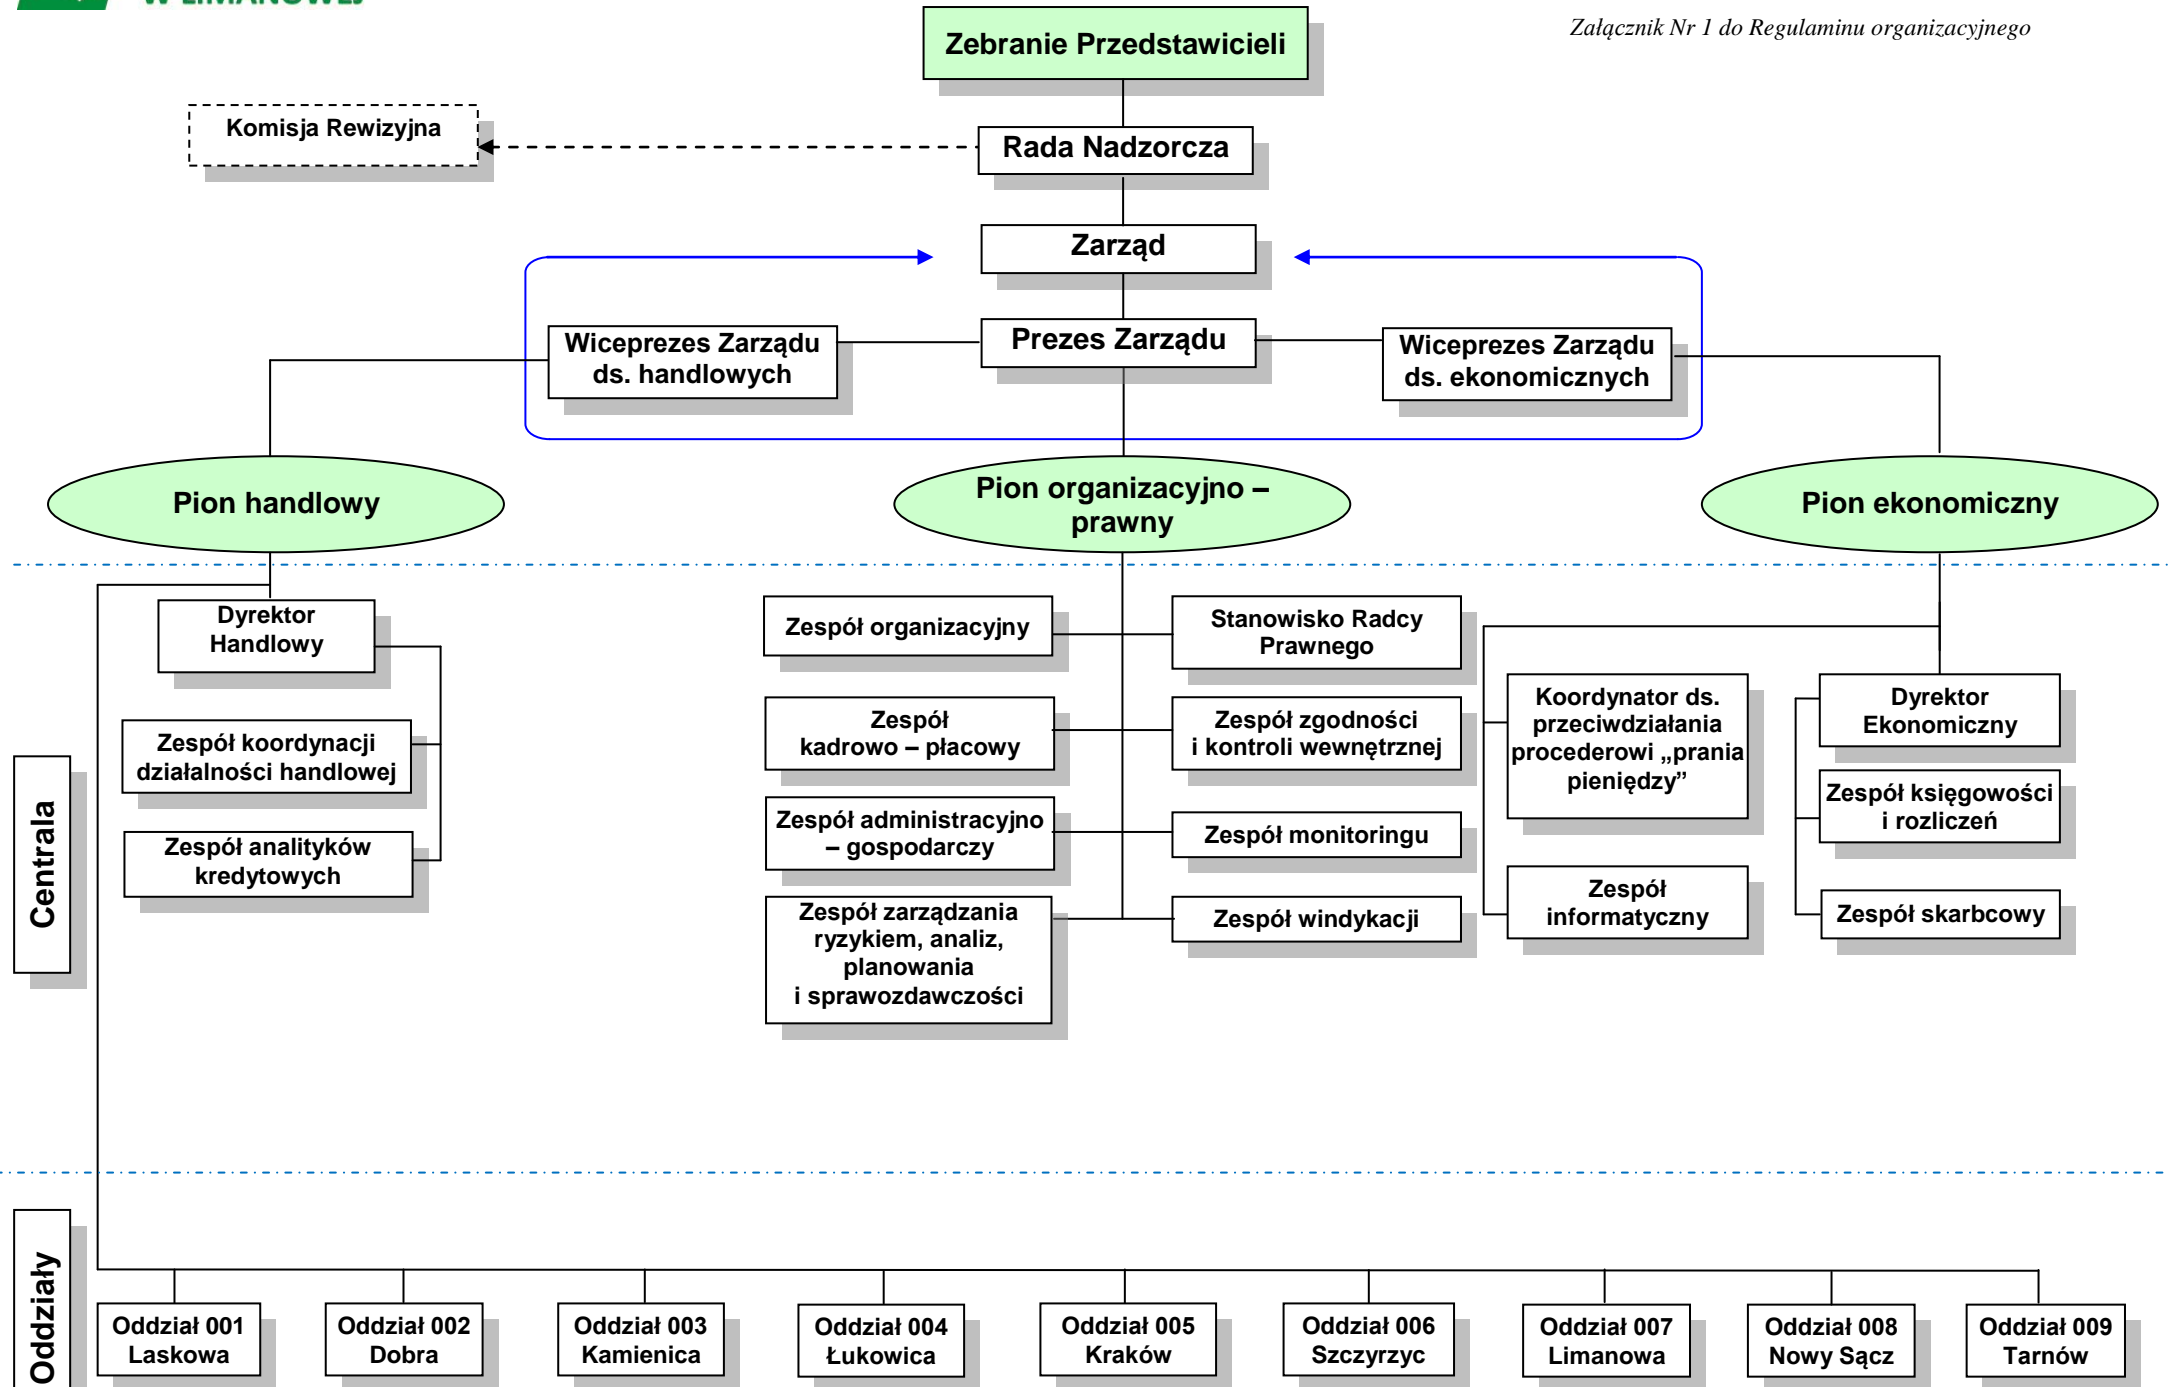 W LIMANOWEJ
Załącznik Nr 1 do Regulaminu organizacyjnego
Zebranie Przedstawicieli
Komisja Rewizyjna
Rada Nadzorcza
Zarząd
Wiceprezes Zarządu
ds. handlowych
Prezes Zarządu
Wiceprezes Zarządu
ds. ekonomicznych
Pion handlowy
Pion organizacyjno –
prawny
Pion ekonomiczny
Centrala
Dyrektor
Handlowy
Zespół koordynacji
działalności handlowej
Zespół analityków
kredytowych
Zespół organizacyjny
Stanowisko Radcy
Prawnego
Zespół
kadrowo – płacowy
Zespół zgodności
i kontroli wewnętrznej
Zespół administracyjno
– gospodarczy
Zespół monitoringu
Zespół zarządzania
ryzykiem, analiz,
planowania
i sprawozdawczości
Zespół windykacji
Koordynator ds.
przeciwdziałania
procederowi „prania
pieniędzy”
Zespół
informatyczny
Dyrektor
Ekonomiczny
Zespół księgowości
i rozliczeń
Zespół skarbcowy
Oddziały
Oddział 001
Laskowa
Oddział 002
Dobra
Oddział 003
Kamienica
Oddział 004
Łukowica
Oddział 005
Kraków
Oddział 006
Szczyrzyc
Oddział 007
Limanowa
Oddział 008
Nowy Sącz
Oddział 009
Tarnów